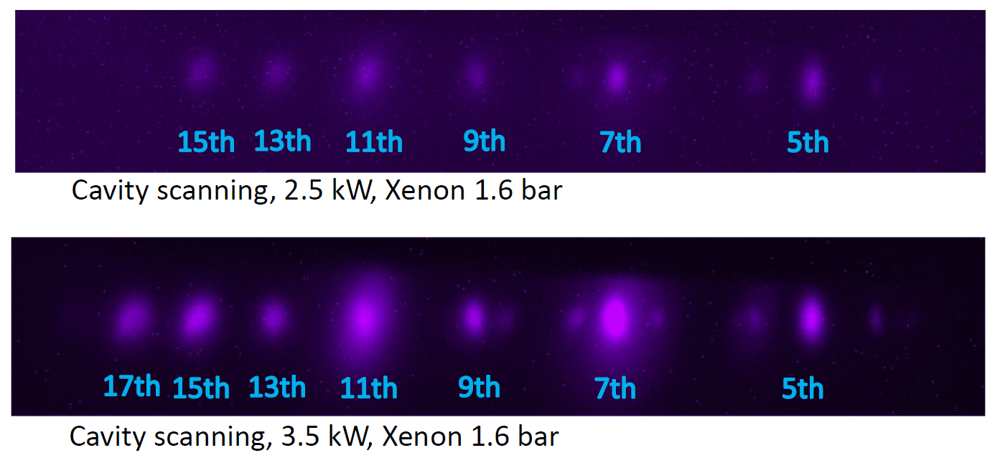 15th 13th 11th 9th 7th 5th
Cavity scanning, 2.5 kW, Xenon 1.6 bar
17th 15th 13th 11th 9th 7th 5th
Cavity scanning, 3.5 kW, Xenon 1.6 bar